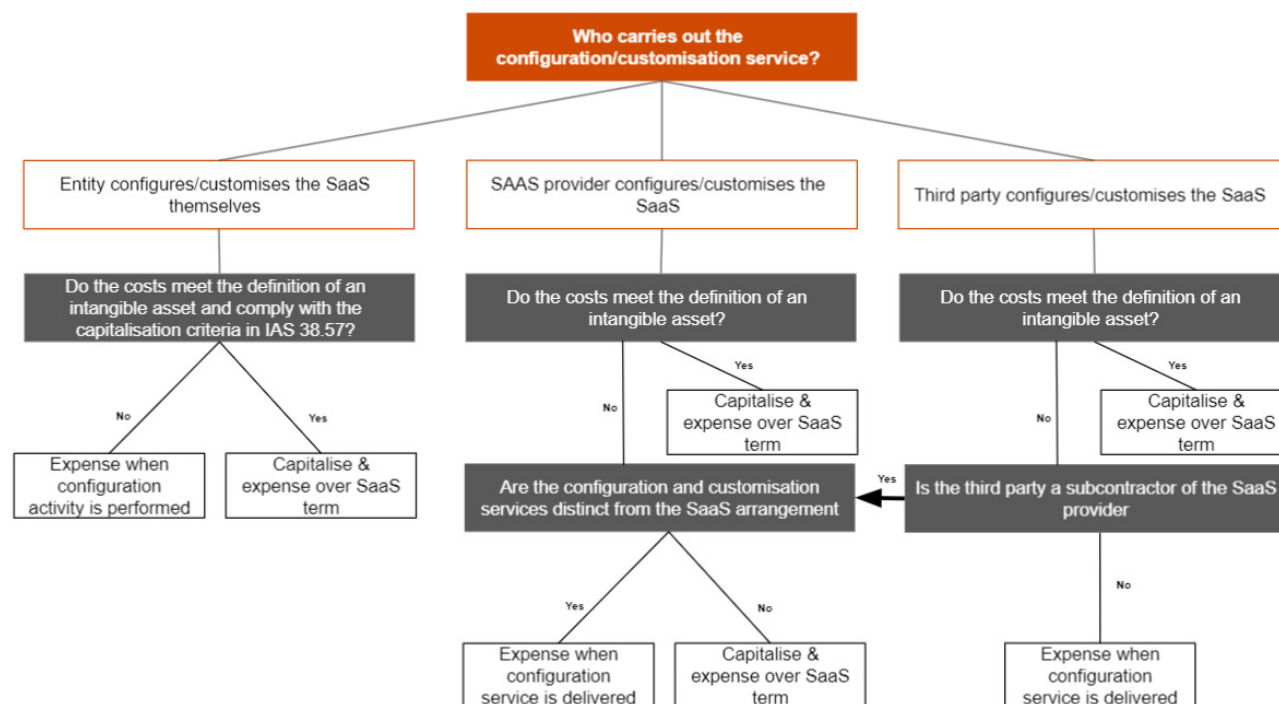 Who carries out the
configuration/customisation service?
Entity configures/customises the SaaS
themselves
SAAS provider configures/customises the
SaaS
Third party configures/customises the SaaS
Do the costs meet the definition of an
intangible asset and comply with the
capitalisation criteria in IAS 38.57?
Do the costs meet the definition of an
intangible asset?
Do the costs meet the definition of an
intangible asset?
No
Yes
No
Yes
No
Yes
Expense when
configuration
activity is performed
Capitalise &
expense over SaaS
term
Capitalise &
expense over SaaS
term
Capitalise &
expense over SaaS
term
Are the configuration and customisation
services distinct from the SaaS arrangement
Yes
Is the third party a subcontractor of the SaaS
provider
Yes
No
No
Expense when
configuration
service is delivered
Capitalise &
expense over SaaS
term
Expense when
configuration
service is delivered